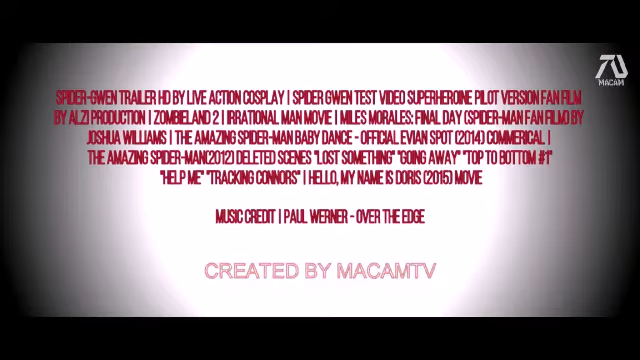 MACAM
SPIDER-GWEN TRAILER HD BY LIVE ACTION COSPLAY | SPIDER GWEN TEST VIDEO SUPERHEROINE PILOT VERSION FAN FILM
BY ALZI PRODUCTION | ZOMBIELAND 2 | IRRATIONAL MAN MOVIE | MILES MORALES: FINAL DAY (SPIDER-MAN FAN FILM) BY
JOSHUA WILLIAMS | THE AMAZING SPIDER-MAN BABY DANCE - OFFICIAL EVIAN SPOT (2014) COMMERICAL |
THE AMAZING SPIDER-MAN(2012) DELETED SCENES "LOST SOMETHING" "GOING AWAY" "TOP TO BOTTOM #1"
"HELP ME" "TRACKING CONNORS" | HELLO, MY NAME IS DORIS (2015) MOVIE
MUSIC CREDIT | PAUL WERNER - OVER THE EDGE
CREATED BY MACAMTV